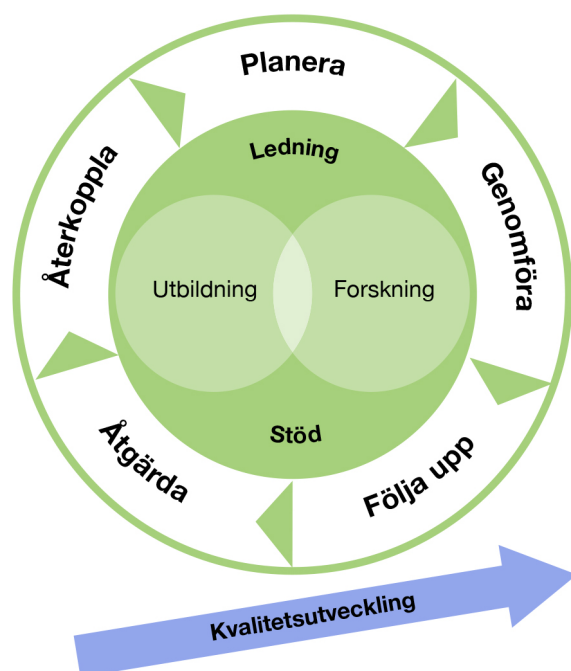 Planera
Genomföra
Följa upp
Åtgärda
Återkoppla
Ledning
Utbildning
Forskning
Stöd
Kvalitetsutveckling